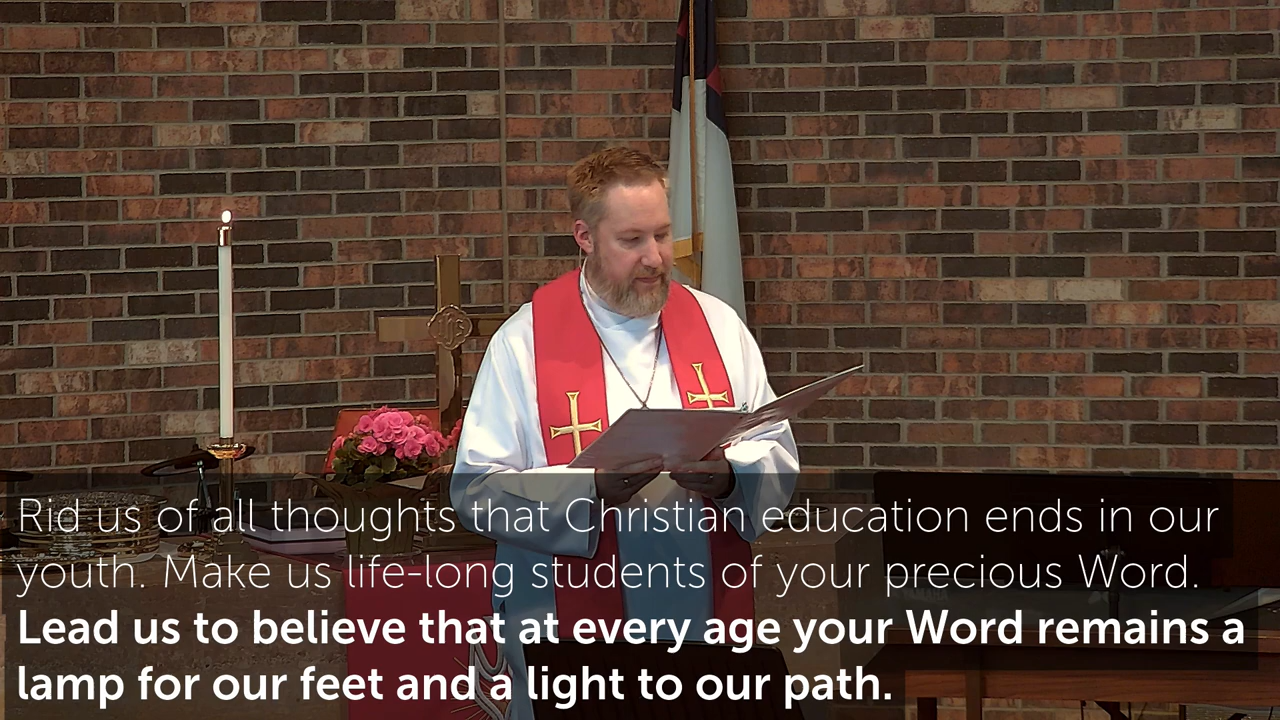 Rid us of all thoughts that Christian education ends in our
youth. Make us life-long students of your precious Word.
Lead us to believe that at every age your Word remains a
lamp for our feet and a light to our path.